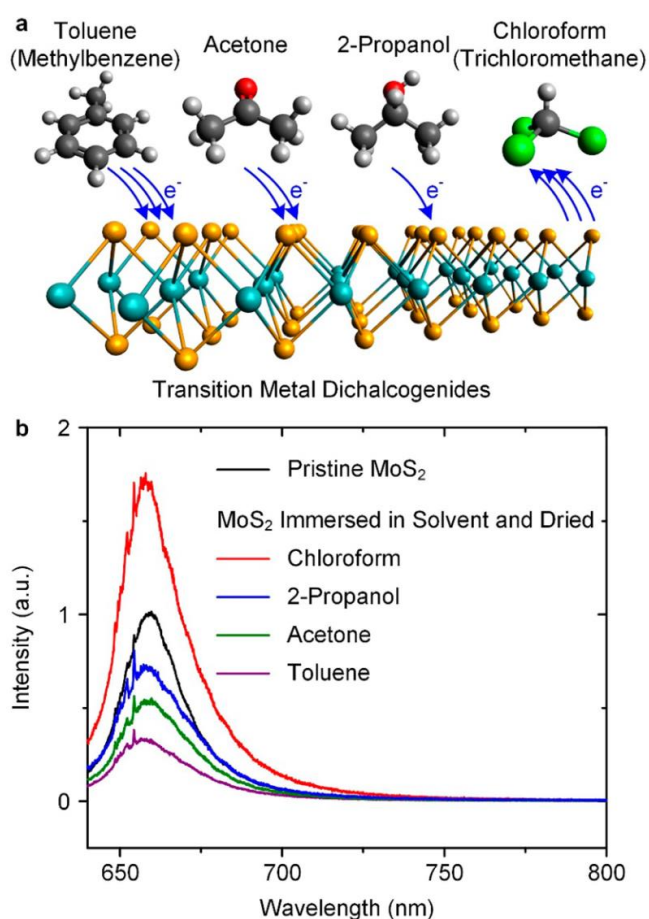 a
Toluene
(Methylbenzene)
Acetone
2-Propanol
Chloroform
(Trichloromethane)
e-
e-
e-
e-
Transition Metal Dichalcogenides
b
2
1
0
Intensity (a.u.)
Pristine MoS2
MoS2 Immersed in Solvent and Dried
Chloroform
2-Propanol
Acetone
Toluene
650
700
750
800
Wavelength (nm)